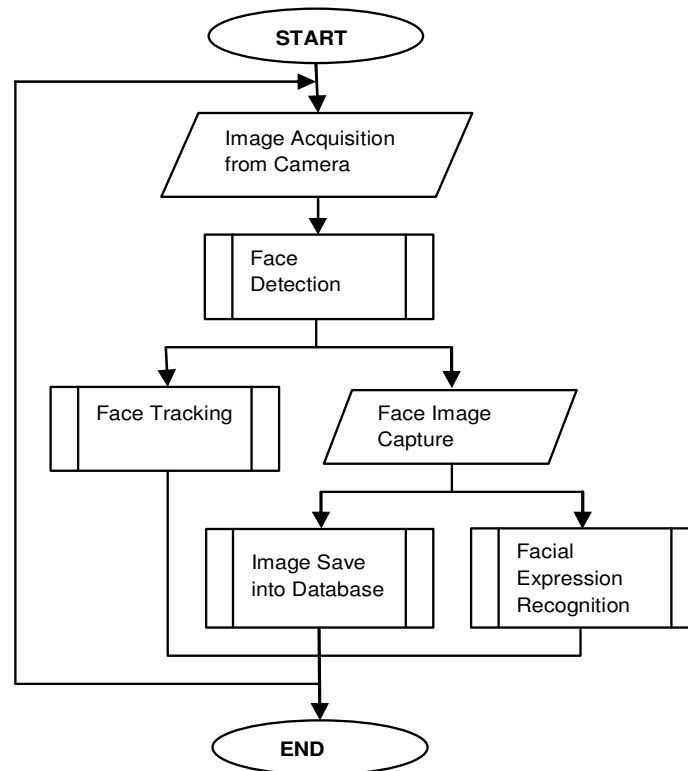 START
Image Acquisition
from Camera
Face
Detection
Face Tracking
Face Image
Capture
Image Save
into Database
Facial
Expression
Recognition
END